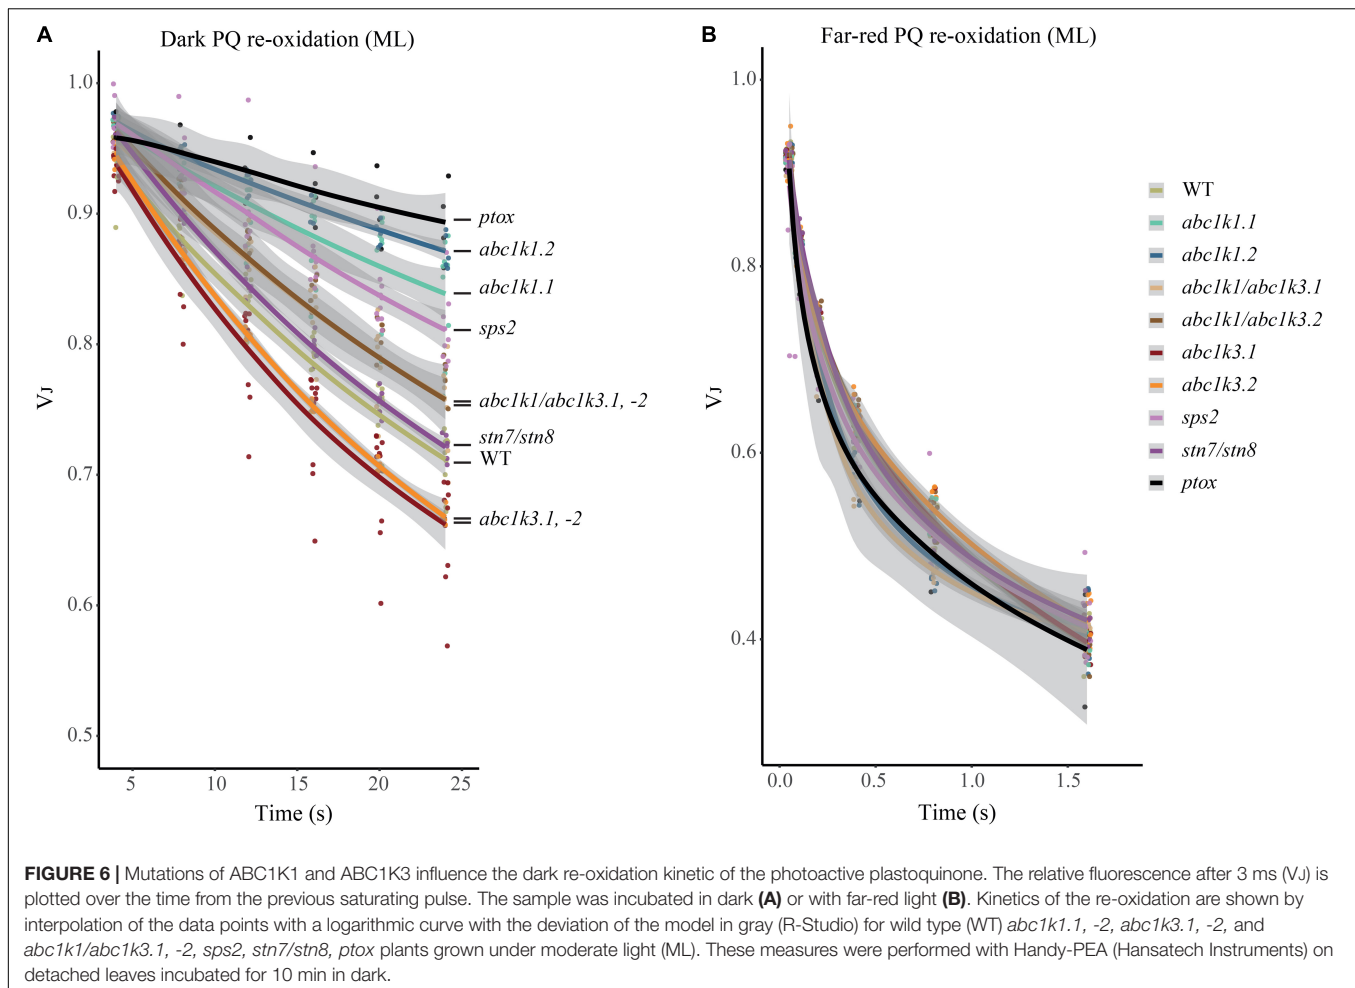 A
Dark PQ re-oxidation (ML)
1.0
0.9
0.8
0.7
0.6
0.5
VJ
5
10
15
20
25
Time (s)
ptox
abc1k1.2
abc1k1.1
sps2
abc1k1/abc1k3.1, -2
stn7/stn8
WT
abc1k3.1, -2
B
Far-red PQ re-oxidation (ML)
1.0
0.8
0.6
0.4
VJ
0.0
0.5
1.0
1.5
Time (s)
WT
abc1k1.1
abc1k1.2
abc1k1/abc1k3.1
abc1k1/abc1k3.2
abc1k3.1
abc1k3.2
sps2
stn7/stn8
ptox
FIGURE 6 | Mutations of ABC1K1 and ABC1K3 influence the dark re-oxidation kinetic of the photoactive plastoquinone. The relative fluorescence after 3 ms (VJ) is
plotted over the time from the previous saturating pulse. The sample was incubated in dark (A) or with far-red light (B). Kinetics of the re-oxidation are shown by
interpolation of the data points with a logarithmic curve with the deviation of the model in gray (R-Studio) for wild type (WT) abc1k1.1, -2, abc1k3.1, -2, and
abc1k1/abc1k3.1, -2, sps2, stn7/stn8, ptox plants grown under moderate light (ML). These measures were performed with Handy-PEA (Hansatech Instruments) on
detached leaves incubated for 10 min in dark.